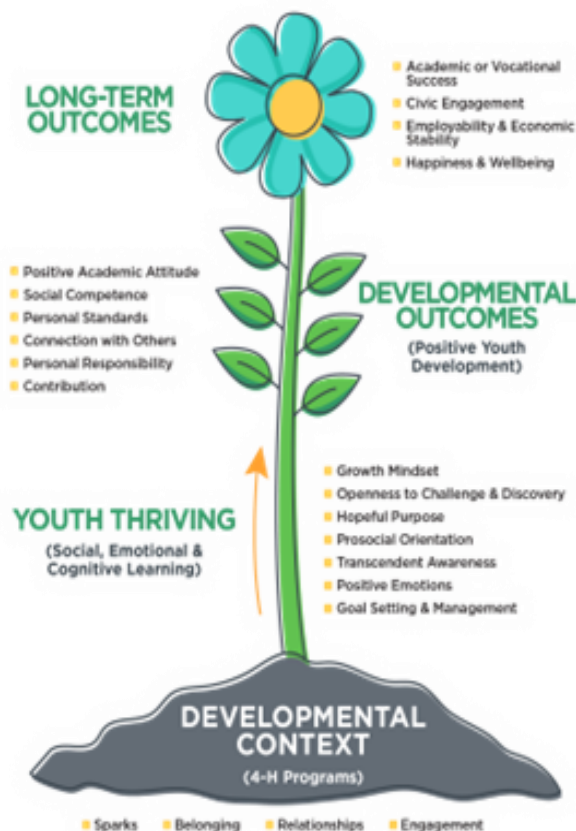 LONG-TERM
OUTCOMES
Academic or Vocational
Success
Civic Engagement
Employability & Economic
Stability
Happiness & Wellbeing
Positive Academic Attitude
Social Competence
Personal Standards
Connection with Others
Personal Responsibility
Contribution
DEVELOPMENTAL
OUTCOMES
(Positive Youth
Development)
YOUTH THRIVING
(Social, Emotional &
Cognitive Learning)
Growth Mindset
Openness to Challenge & Discovery
Hopeful Purpose
Prosocial Orientation
Transcendent Awareness
Positive Emotions
Goal Setting & Management
DEVELOPMENTAL
CONTEXT
(4-H Programs)
Sparks Belonging Relationships Engagement